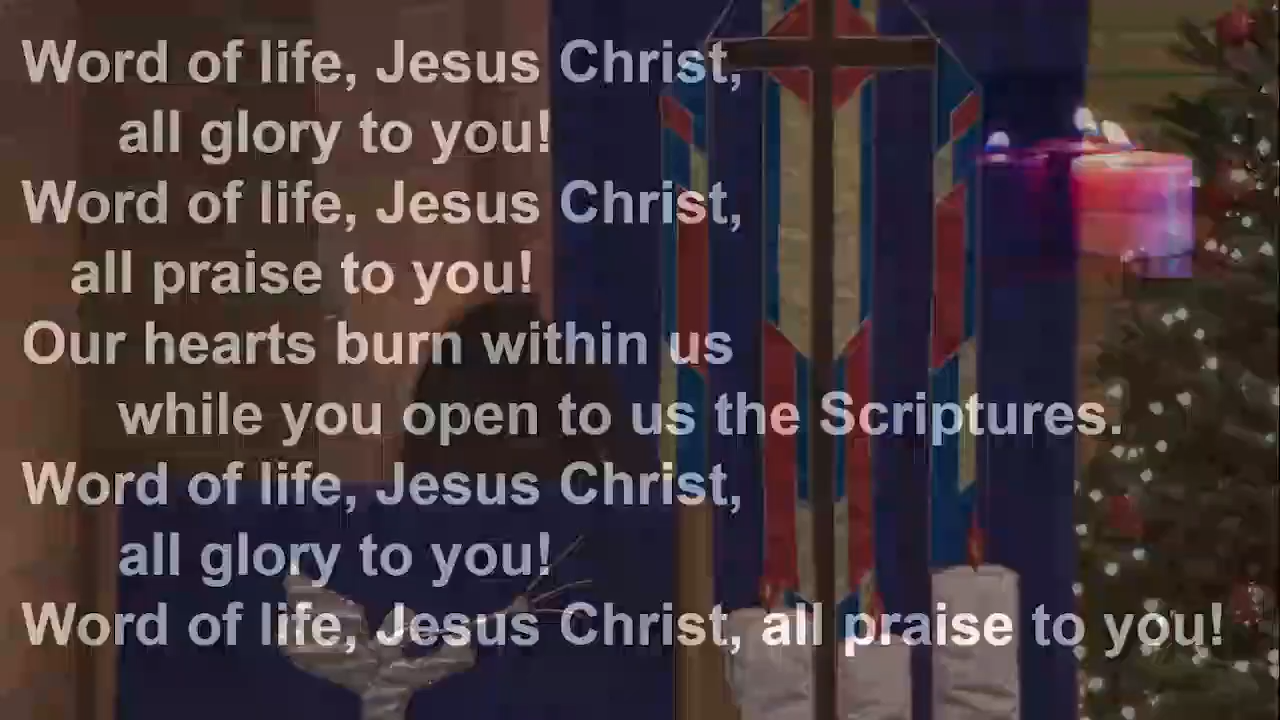 Word of life, Jesus Christ,
all glory to you!
Word of life, Jesus Christ,
all praise to you!
Our hearts burn within us
while you open to us the Scriptures.
Word of life, Jesus Christ,
all glory to you!
Word of life, Jesus Christ, all praise to you!